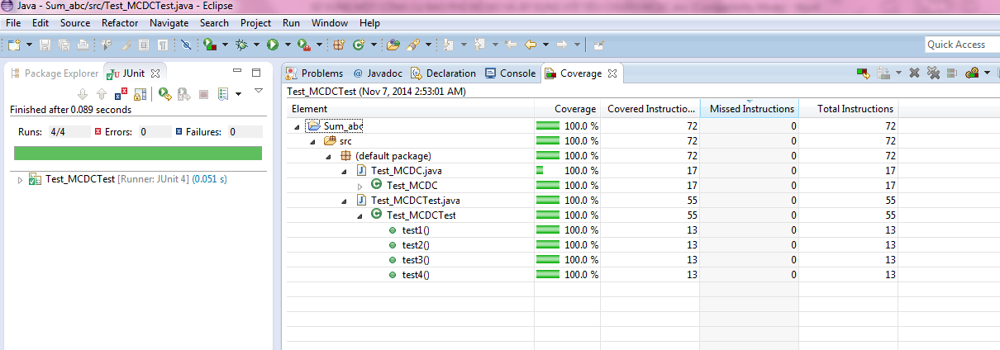 Java - Sum_abc/src/Test_MCDCTest.java - Eclipse
File Edit Source Refactor Navigate Search Project Run Window Help
Quick Access
Package Explorer JUnit
Finished after 0.089 seconds
Runs: 4/4 Errors: 0 Failures: 0
Test_MCDCTest [Runner: JUnit 4] (0.051 s)
Problems @ Javadoc Declaration Console Coverage
Test_MCDCTest (Nov 7, 2014 2:53:01 AM)
Element Coverage Covered Instructio... Missed Instructions Total Instructions
Sum_abc 100.0 % 72 0 72
src 100.0 % 72 0 72
(default package) 100.0 % 72 0 72
Test_MCDC.java 100.0 % 17 0 17
Test_MCDC 100.0 % 17 0 17
Test_MCDCTest.java 100.0 % 55 0 55
Test_MCDCTest 100.0 % 55 0 55
test1() 100.0 % 13 0 13
test2() 100.0 % 13 0 13
test3() 100.0 % 13 0 13
test4() 100.0 % 13 0 13